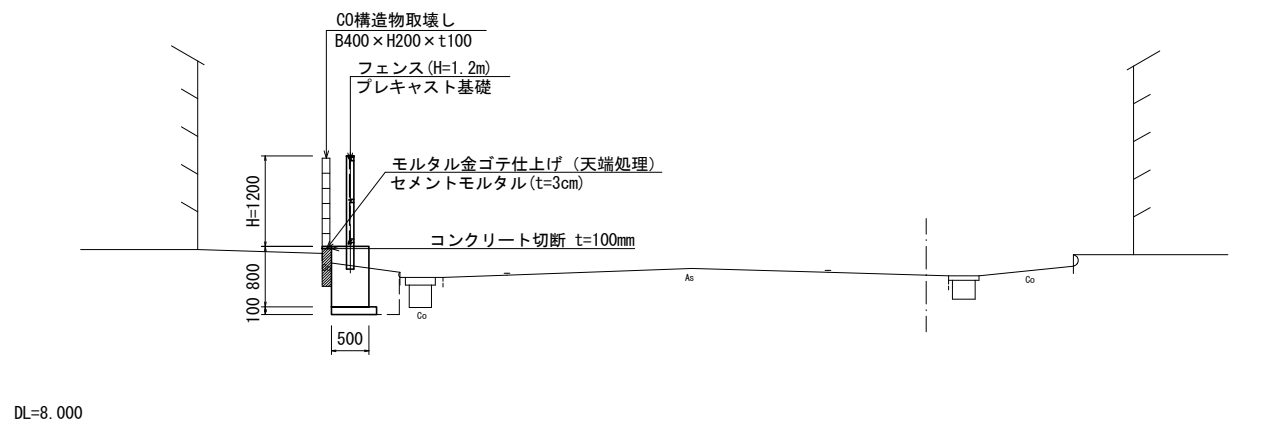 CO構造物取壊し
B400×H200×t100
フェンス(H=1.2m)
プレキャスト基礎
モルタル金ゴテ仕上げ（天端処理）
セメントモルタル(t=3cm)
H=1200
コンクリート切断 t=100mm
800
100
500
Co
As
Co
DL=8.000